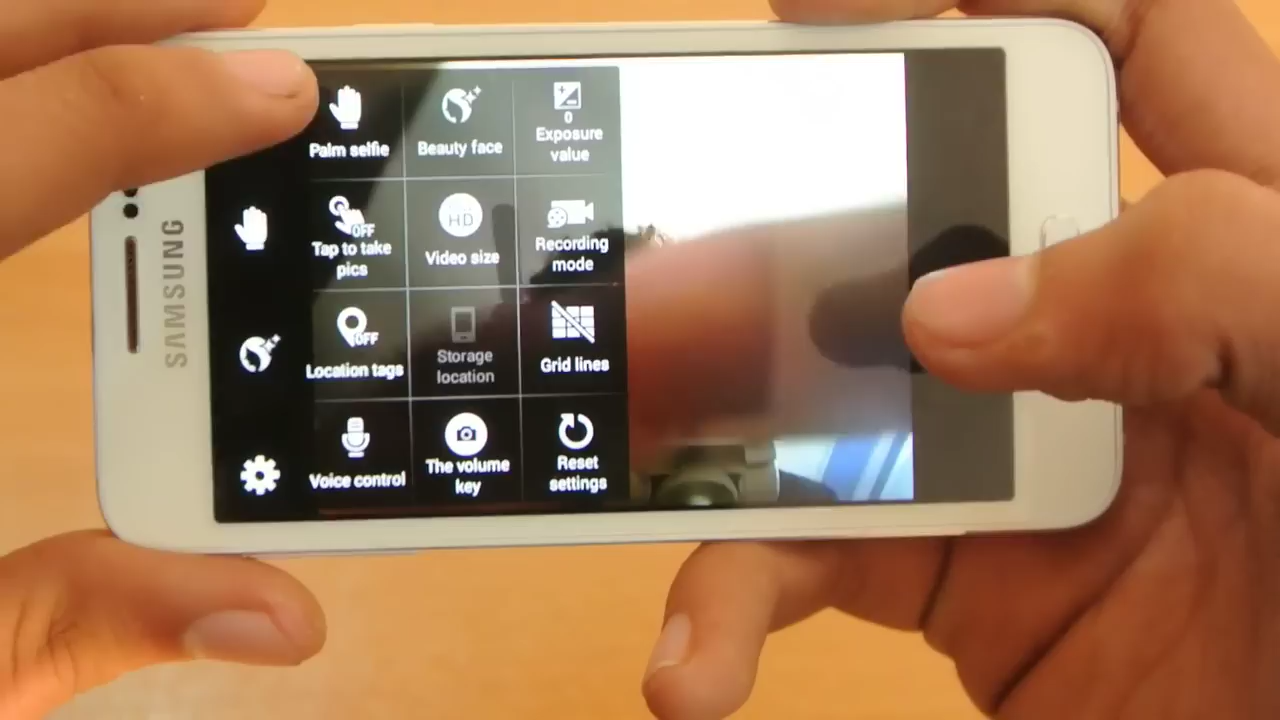 SAMSUNG
Palm selfie
Beauty face
0
Exposure
value
OFF
Tap to take
pics
HD
Video size
Recording
mode
OFF
Location tags
Storage
location
Grid lines
Voice control
The volume
key
Reset
settings